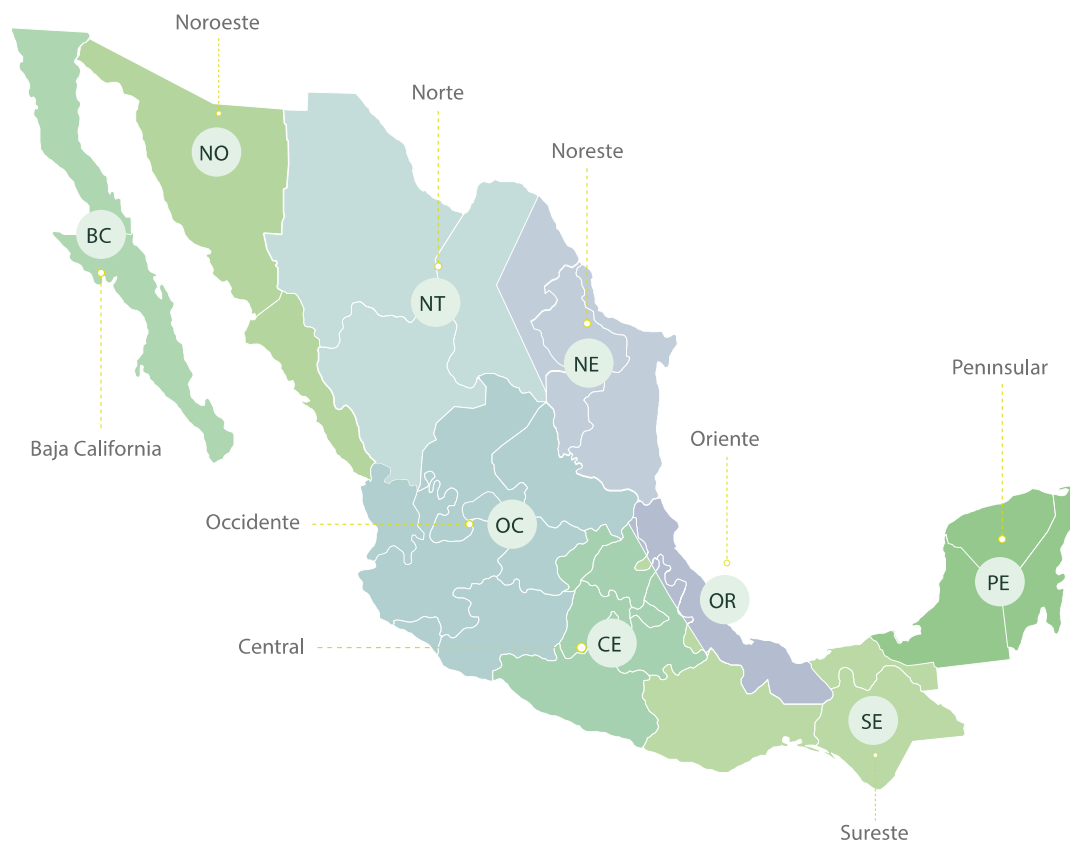 Noroeste
Norte
NO
Noreste
BC
NT
NE
Peninsular
Oriente
Baja California
Occidente
OC
PE
OR
Central
CE
SE
Sureste